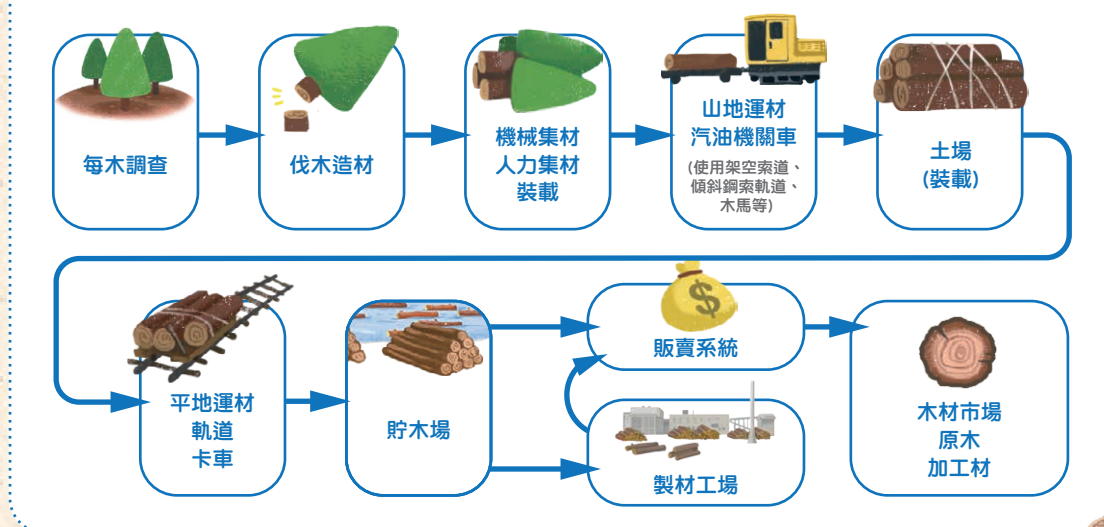 每木調查
伐木造材
機械集材
人力集材
裝載
山地運材
汽油機關車
(使用架空索道、
傾斜鋼索軌道、
木馬等)
土場
(裝載)
平地運材
軌道
卡車
貯木場
$
販賣系統
製材工場
木材市場
原木
加工材